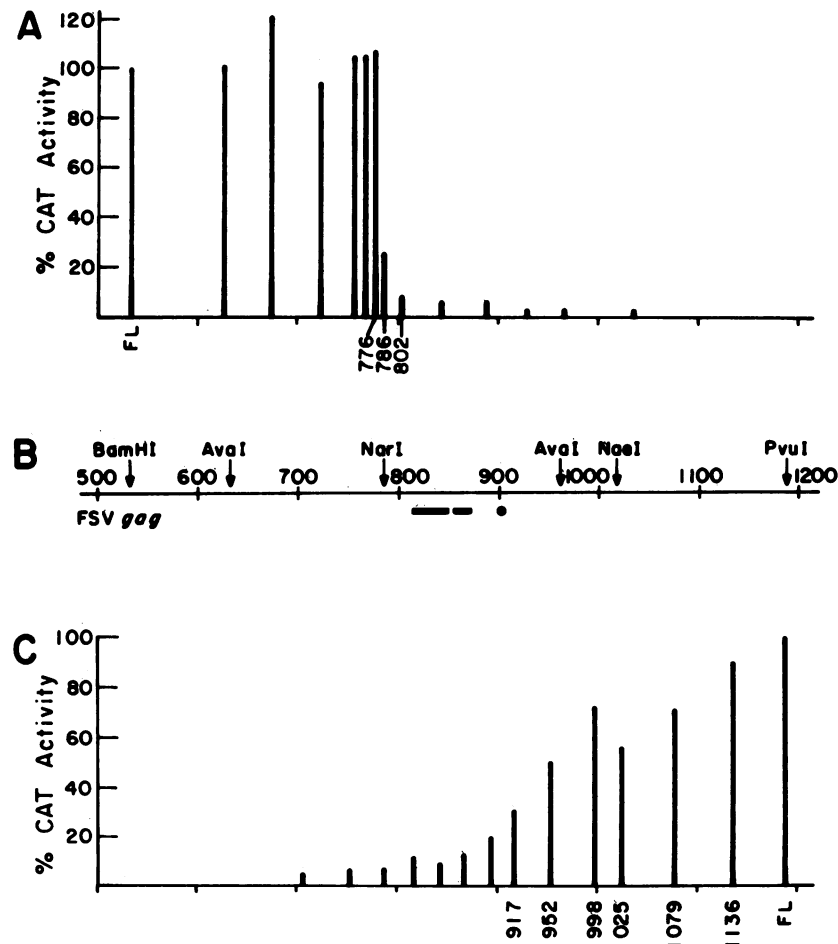 A
120
100
80
60
40
20
% CAT Activity
FL
776
786
802
B
BamHI AvaI NarI AvaI NaeI PvuI
500 600 700 800 900 1000 1100 1200
FSV gag
C
100
80
60
40
20
% CAT Activity
917
952
998
025
079
136
FL